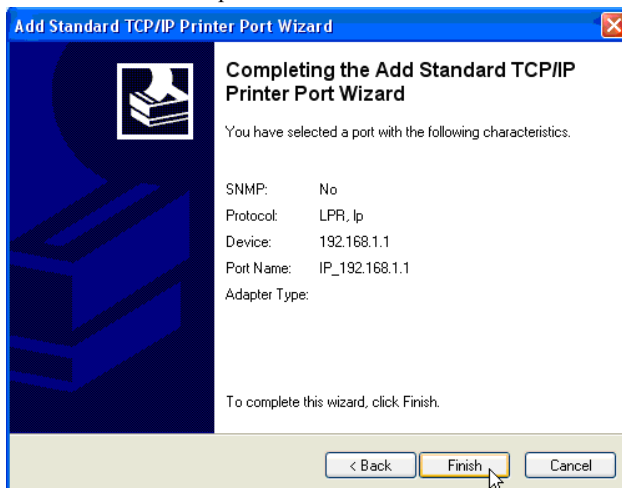 Add Standard TCP/IP Printer Port Wizard
Completing the Add Standard TCP/IP
Printer Port Wizard
You have selected a port with the following characteristics.
SNMP: No
Protocol: LPR, lp
Device: 192.168.1.1
Port Name: IP_192.168.1.1
Adapter Type:
To complete this wizard, click Finish.
< Back Finish Cancel